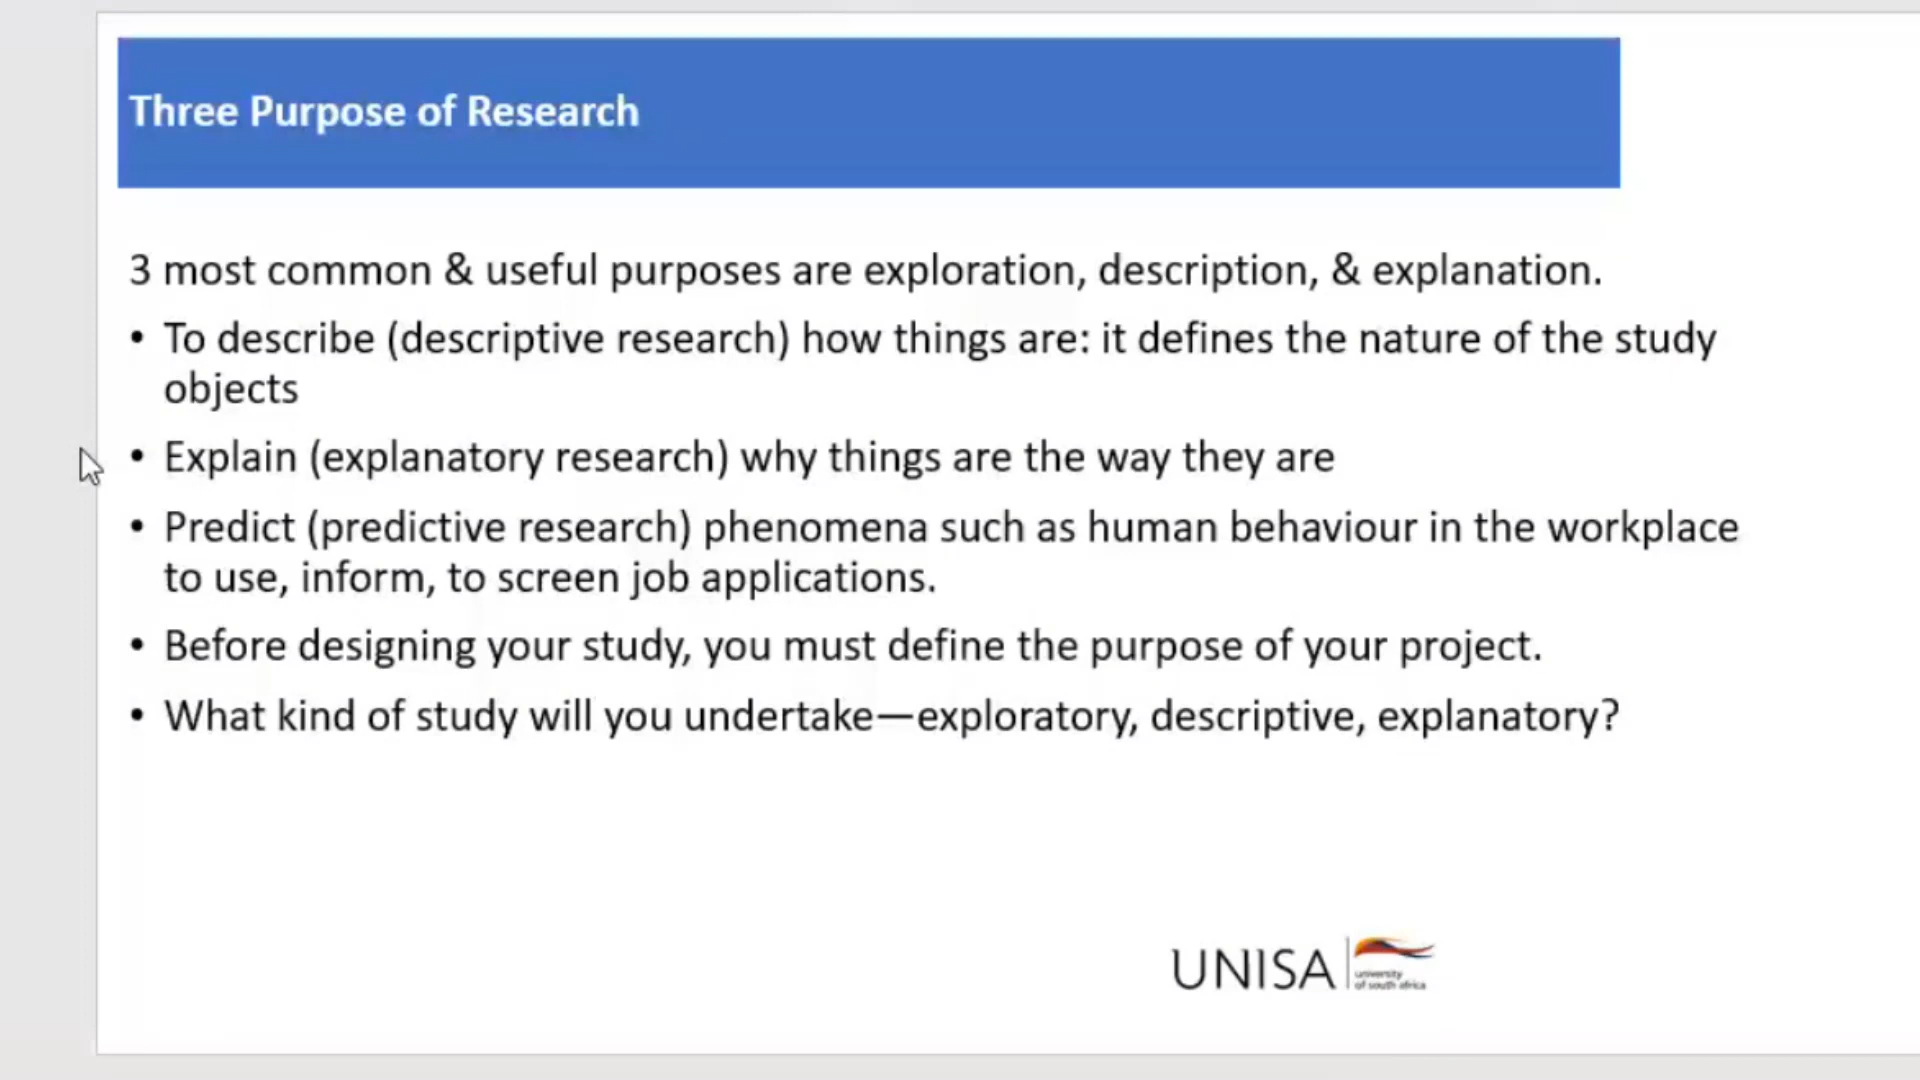 Three Purpose of Research
3 most common & useful purposes are exploration, description, & explanation.
• To describe (descriptive research) how things are: it defines the nature of the study
objects
• Explain (explanatory research) why things are the way they are
• Predict (predictive research) phenomena such as human behaviour in the workplace
to use, inform, to screen job applications.
• Before designing your study, you must define the purpose of your project.
• What kind of study will you undertake—exploratory, descriptive, explanatory?
UNISA
university
of south africa